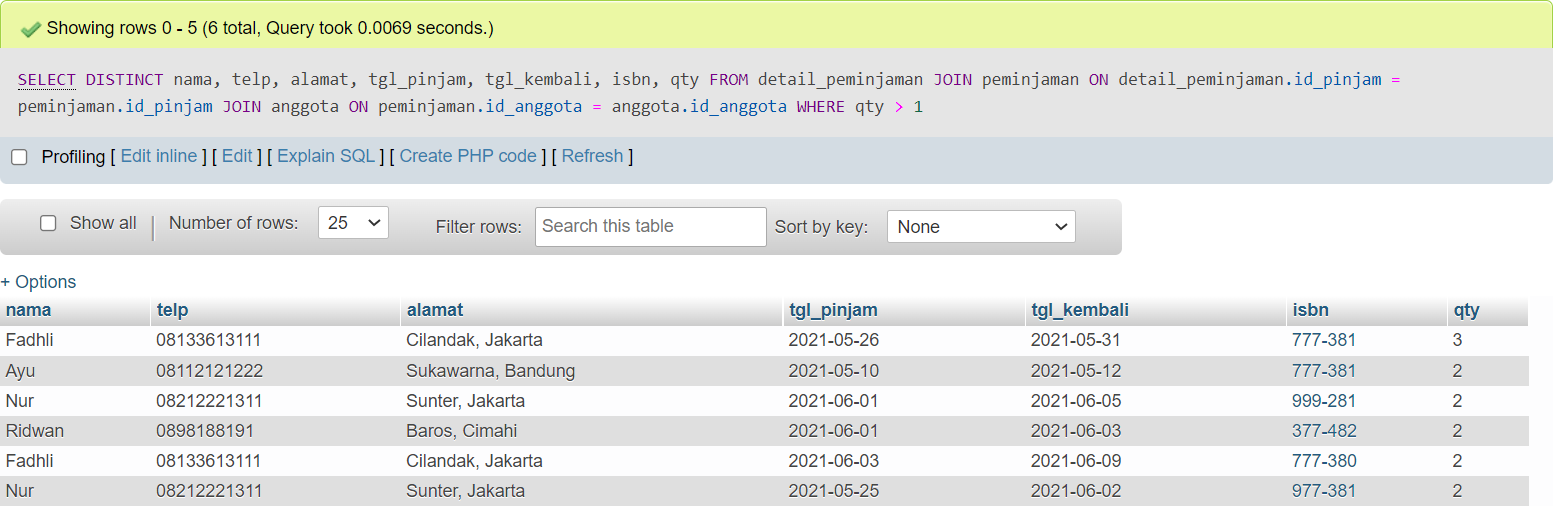 Showing rows 0 - 5 (6 total, Query took 0.0069 seconds.)
SELECT DISTINCT nama, telp, alamat, tgl_pinjam, tgl_kembali, isbn, qty FROM detail_peminjaman JOIN peminjaman ON detail_peminjaman.id_pinjam =
peminjaman.id_pinjam JOIN anggota ON peminjaman.id_anggota = anggota.id_anggota WHERE qty > 1
Profiling [ Edit inline ] [ Edit ] [ Explain SQL ] [ Create PHP code ] [ Refresh ]
Show all | Number of rows: 25 Filter rows: Search this table Sort by key: None
+ Options
nama telp alamat tgl_pinjam tgl_kembali isbn qty
Fadhli 08133613111 Cilandak, Jakarta 2021-05-26 2021-05-31 777-381 3
Ayu 08112121222 Sukawarna, Bandung 2021-05-10 2021-05-12 777-381 2
Nur 08212221311 Sunter, Jakarta 2021-06-01 2021-06-05 999-281 2
Ridwan 0898188191 Baros, Cimahi 2021-06-01 2021-06-03 377-482 2
Fadhli 08133613111 Cilandak, Jakarta 2021-06-03 2021-06-09 777-380 2
Nur 08212221311 Sunter, Jakarta 2021-05-25 2021-06-02 977-381 2